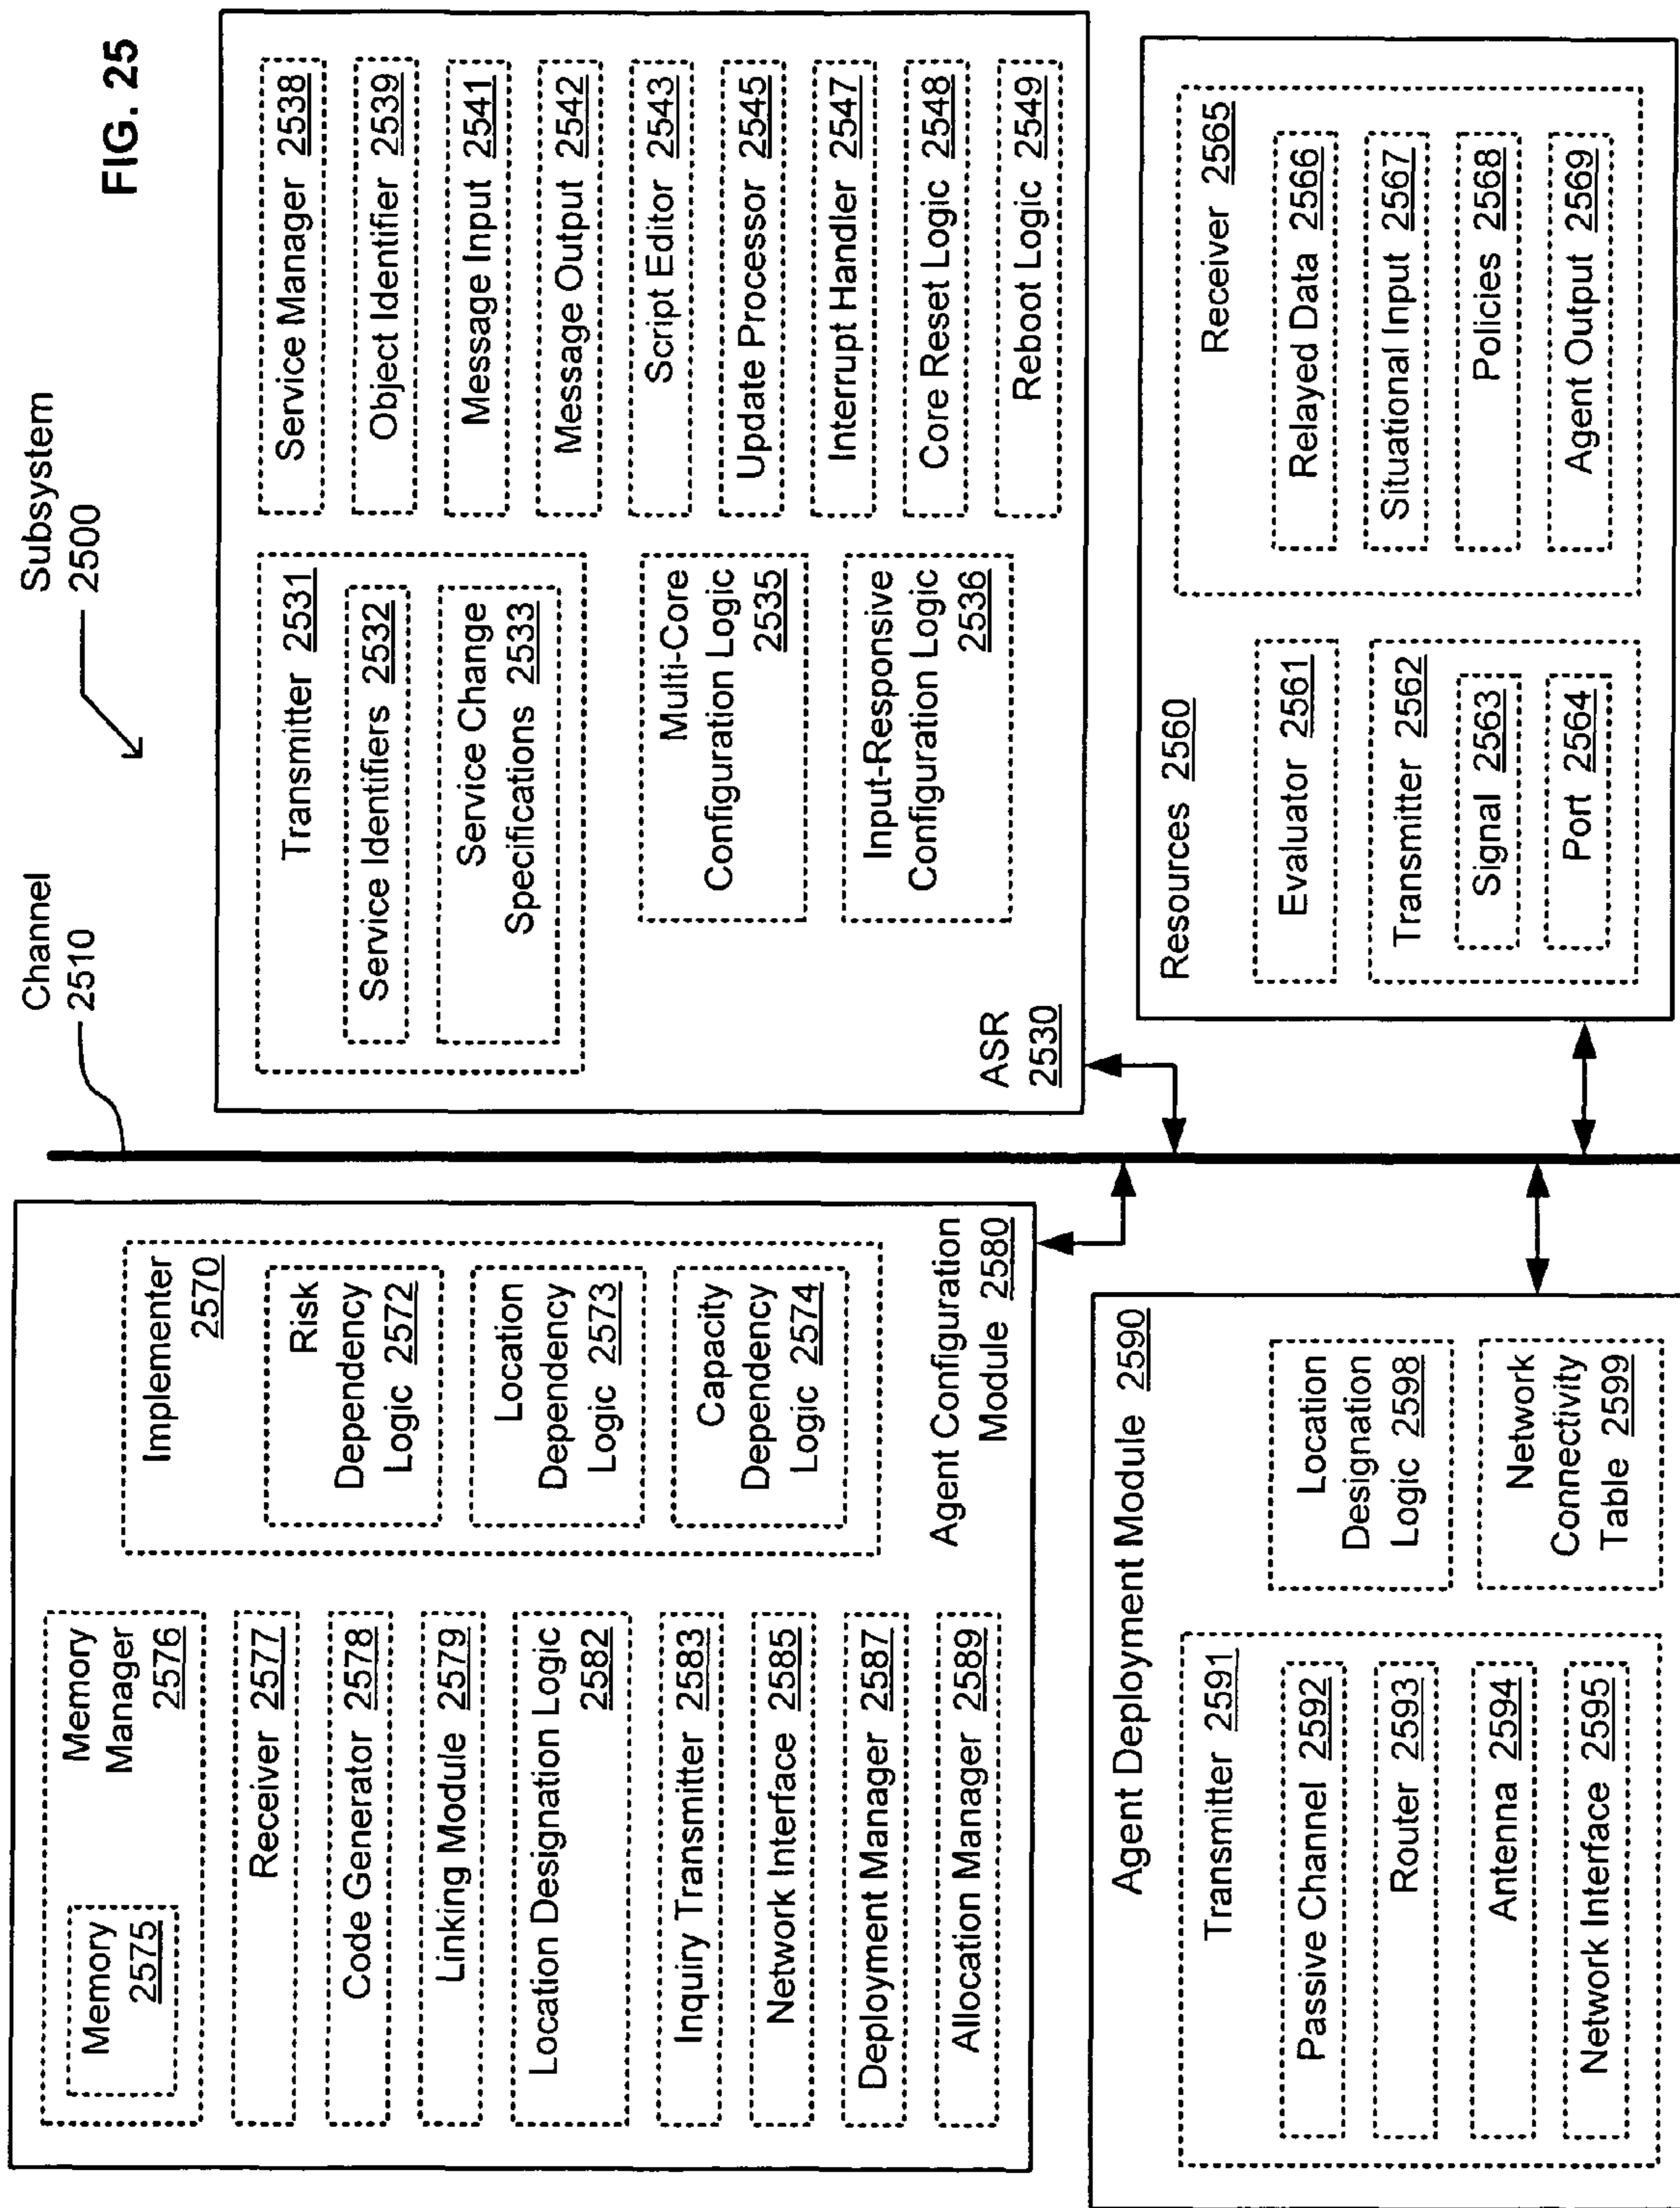 FIG. 25
Subsystem
2500
Channel
2510
Memory
Manager
2576
Memory
2575
Receiver 2577
Code Generator 2578
Linking Module 2579
Location Designation Logic
2582
Inquiry Transmitter 2583
Network Interface 2585
Deployment Manager 2587
Allocation Manager 2589
Implementer
2570
Risk
Dependency
Logic 2572
Location
Dependency
Logic 2573
Capacity
Dependency
Logic 2574
Agent Configuration
Module 2580
Transmitter 2531
Service Identifiers 2532
Service Change
Specifications 2533
Multi-Core
Configuration Logic
2535
Input-Responsive
Configuration Logic
2536
ASR
2530
Service Manager 2538
Object Identifier 2539
Message Input 2541
Message Output 2542
Script Editor 2543
Update Processor 2545
Interrupt Handler 2547
Core Reset Logic 2548
Reboot Logic 2549
Agent Deployment Module 2590
Transmitter 2591
Passive Channel 2592
Router 2593
Antenna 2594
Network Interface 2595
Location
Designation
Logic 2598
Network
Connectivity
Table 2599
Resources 2560
Evaluator 2561
Transmitter 2562
Signal 2563
Port 2564
Receiver 2565
Relayed Data 2566
Situational Input 2567
Policies 2568
Agent Output 2569